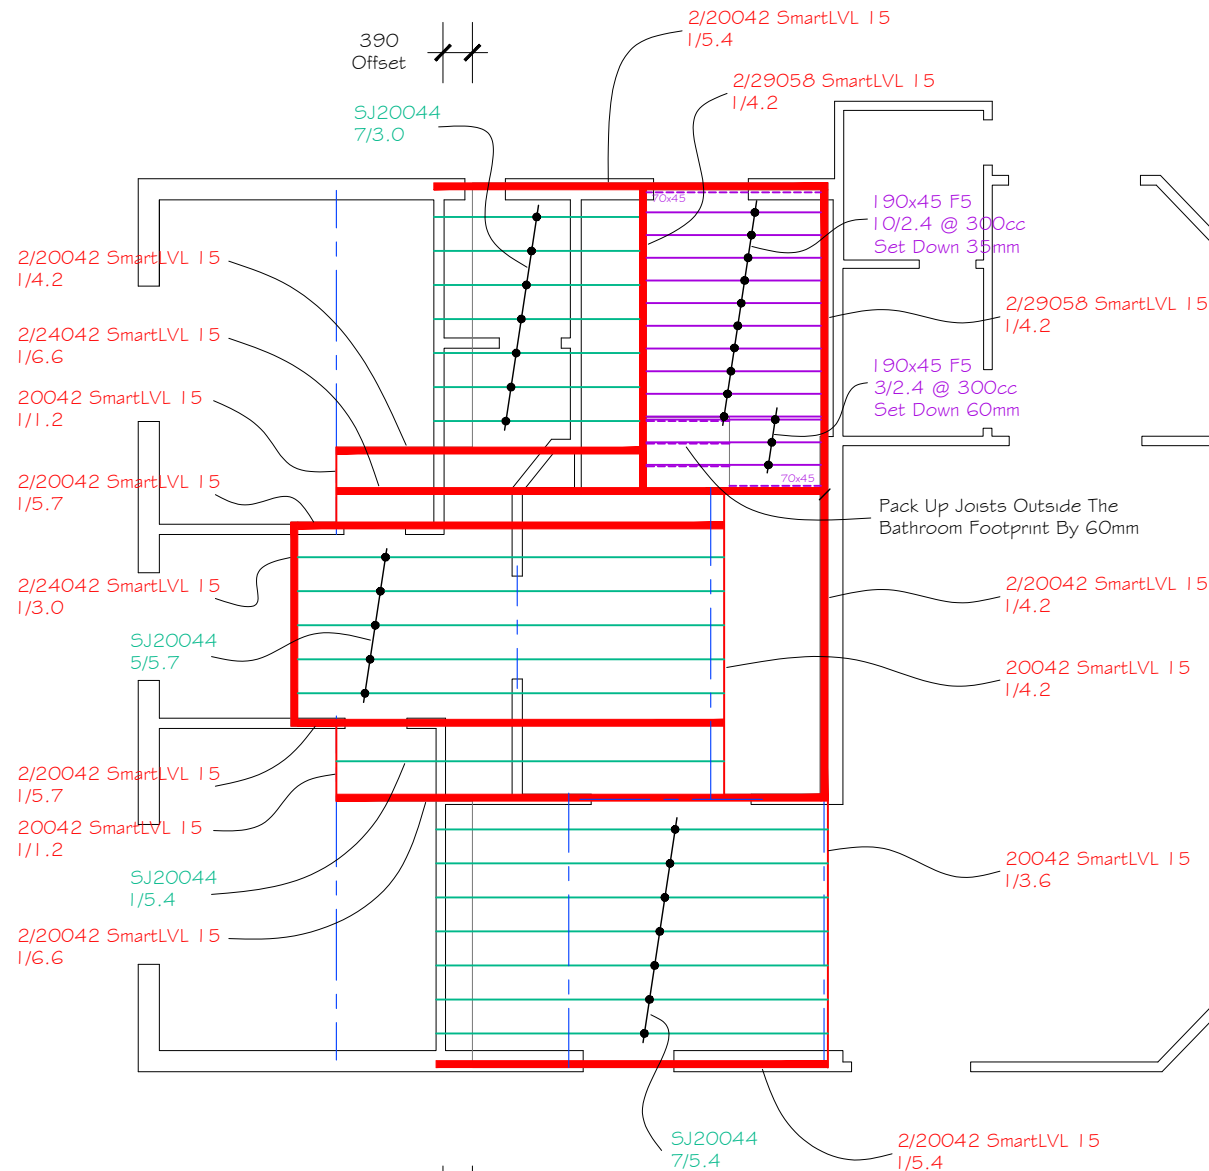 2/20042 SmartLVL 15
1/5.4
390
Offset
2/29058 SmartLVL 15
1/4.2
SJ20044
7/3.0
70x45
190x45 F5
10/2.4 @ 300cc
Set Down 35mm
2/20042 SmartLVL 15
1/4.2
2/29058 SmartLVL 15
1/4.2
2/24042 SmartLVL 15
1/6.6
190x45 F5
3/2.4 @ 300cc
Set Down 60mm
20042 SmartLVL 15
1/1.2
2/20042 SmartLVL 15
1/5.7
70x45
Pack Up Joists Outside The
Bathroom Footprint By 60mm
2/24042 SmartLVL 15
1/3.0
2/20042 SmartLVL 15
1/4.2
SJ20044
5/5.7
20042 SmartLVL 15
1/4.2
2/20042 SmartLVL 15
1/5.7
20042 SmartLVL 15
1/1.2
SJ20044
1/5.4
20042 SmartLVL 15
1/3.6
2/20042 SmartLVL 15
1/6.6
SJ20044
7/5.4
2/20042 SmartLVL 15
1/5.4